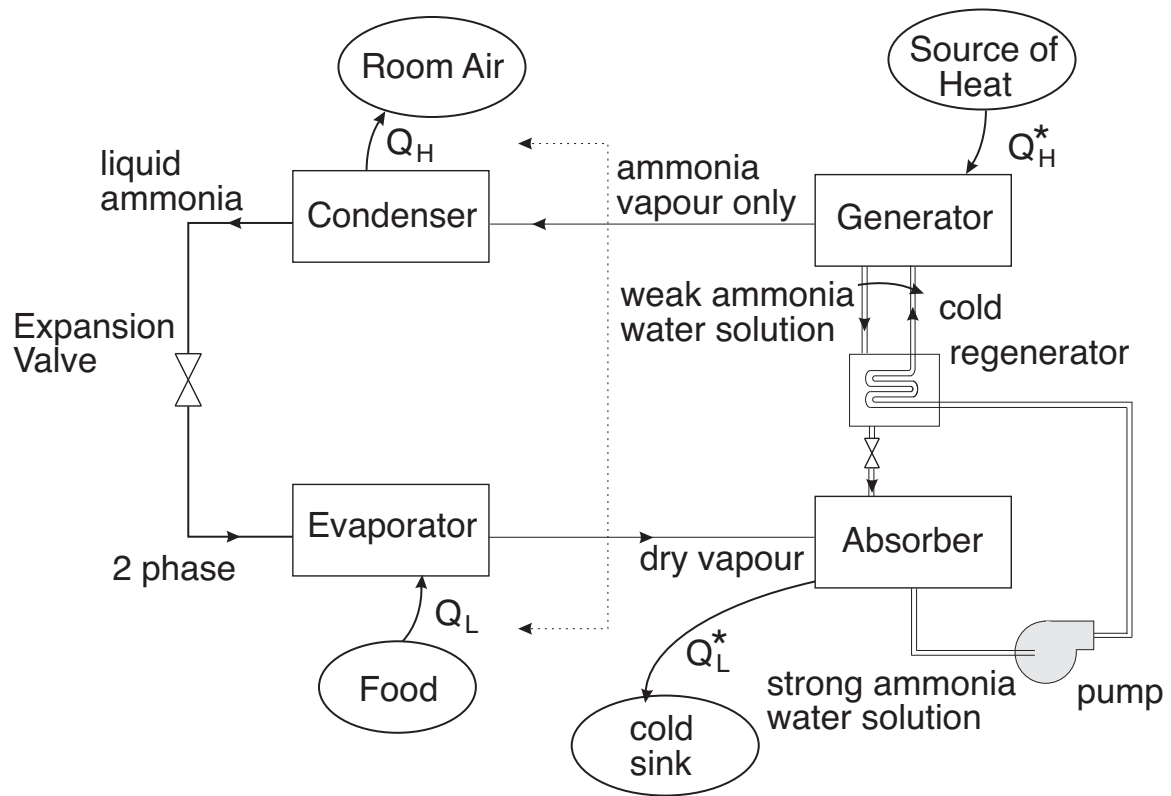 Room Air
Source of
Heat
Q_H
Q*_H
liquid
ammonia
Condenser
ammonia
vapour only
Generator
weak ammonia
water solution
cold
regenerator
Expansion
Valve
Evaporator
2 phase
dry vapour
Absorber
Q_L
Q*_L
Food
cold
sink
strong ammonia
water solution
pump